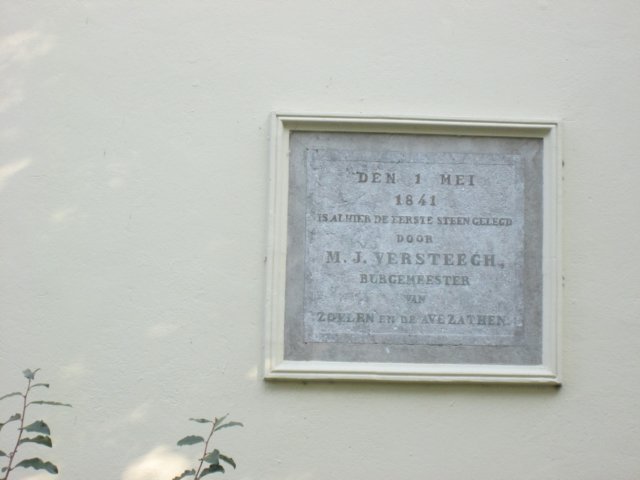 DEN 1 MEI
1841
IS ALHIER DE EERSTE STEEN GELEGD
DOOR
M. J. VERSTEEGH,
BURGEMEESTER
VAN
ZOELEN EN DE AVEZATHEN.